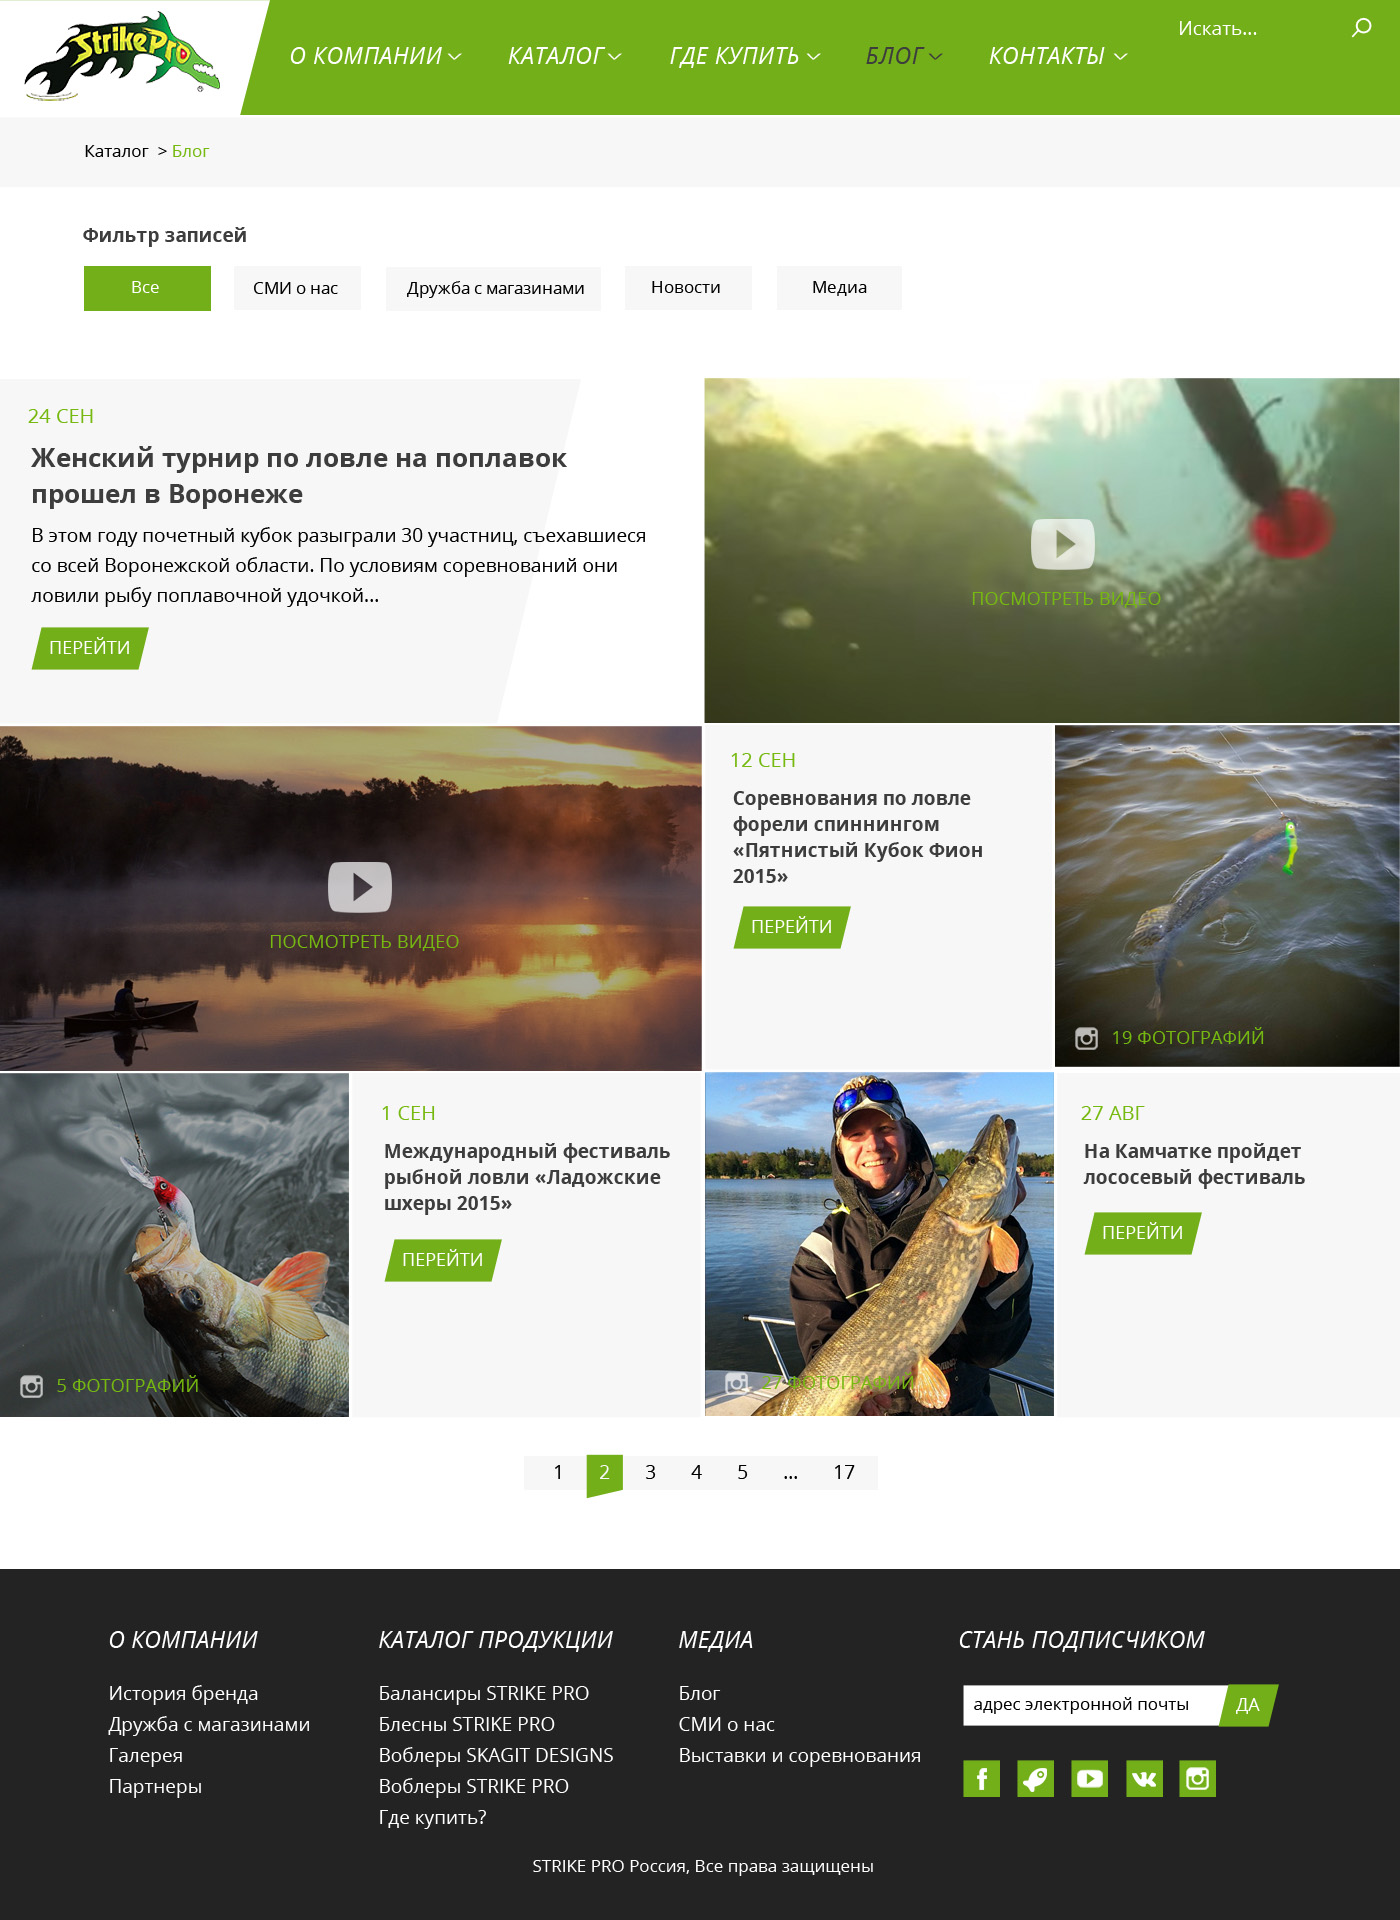 StrikePro
О КОМПАНИИ
КАТАЛОГ
ГДЕ КУПИТЬ
БЛОГ
КОНТАКТЫ
Искать...
Каталог > Блог
Фильтр записей
Все
СМИ о нас
Дружба с магазинами
Новости
Медиа
24 СЕН
Женский турнир по ловле на поплавок
прошел в Воронеже
В этом году почетный кубок разыграли 30 участниц, съехавшиеся
со всей Воронежской области. По условиям соревнований они
ловили рыбу поплавочной удочкой...
ПЕРЕЙТИ
ПОСМОТРЕТЬ ВИДЕО
ПОСМОТРЕТЬ ВИДЕО
12 СЕН
Соревнования по ловле
форели спиннингом
«Пятнистый Кубок Фион
2015»
ПЕРЕЙТИ
19 ФОТОГРАФИЙ
5 ФОТОГРАФИЙ
1 СЕН
Международный фестиваль
рыбной ловли «Ладожские
шхеры 2015»
ПЕРЕЙТИ
27 ФОТОГРАФИЙ
27 АВГ
На Камчатке пройдет
лососевый фестиваль
ПЕРЕЙТИ
1 2 3 4 5 ... 17
О КОМПАНИИ
История бренда
Дружба с магазинами
Галерея
Партнеры
КАТАЛОГ ПРОДУКЦИИ
Балансиры STRIKE PRO
Блесны STRIKE PRO
Воблеры SKAGIT DESIGNS
Воблеры STRIKE PRO
Где купить?
МЕДИА
Блог
СМИ о нас
Выставки и соревнования
СТАНЬ ПОДПИСЧИКОМ
адрес электронной почты
ДА
STRIKE PRO Россия, Все права защищены